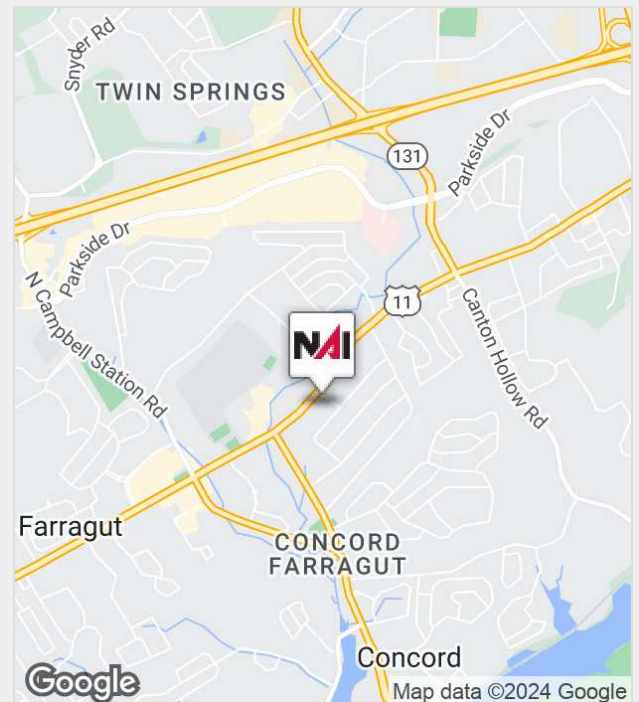 Snyder Rd
TWIN SPRINGS
131
Parkside Dr
Parkside Dr
11
N Campbell Station Rd
NAI
Canton Hollow Rd
Farragut
CONCORD
FARRAGUT
Concord
Google
Map data ©2024 Google